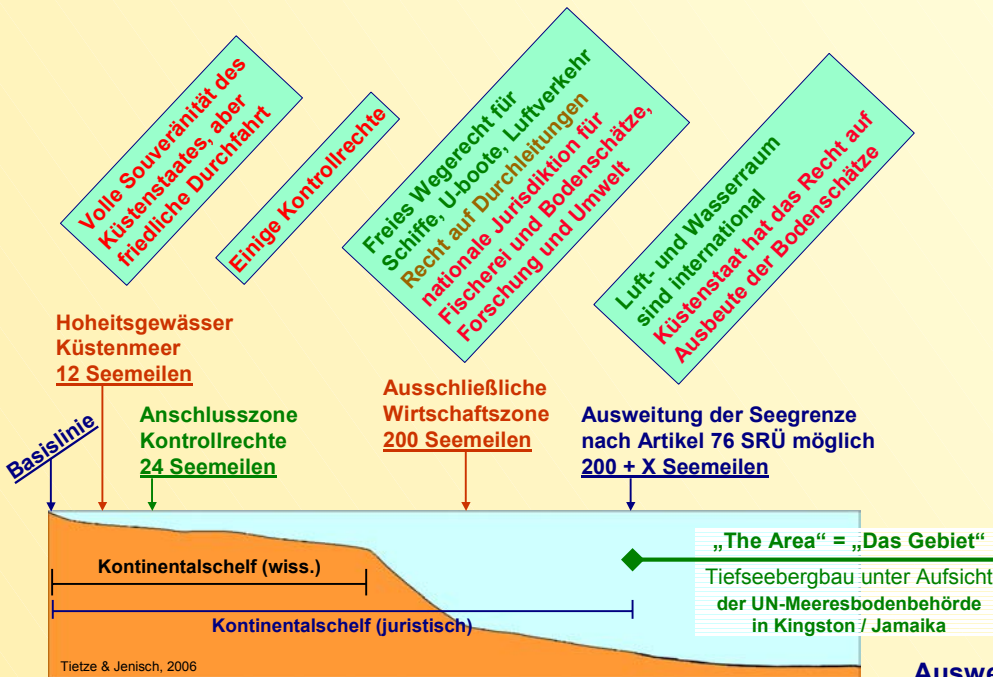 Volle Souveränität des
Küstenstaates, aber
friedliche Durchfahrt
Einige Kontrollrechte
Freies Wegerecht für
Schiffe, U-boote, Luftverkehr
Recht auf Durchleitungen
nationale Jurisdiktion für
Fischerei und Bodenschätze,
Forschung und Umwelt
Luft- und Wasserraum
sind international
Küstenstaat hat das Recht auf
Ausbeute der Bodenschätze
Hoheitsgewässer
Küstenmeer
12 Seemeilen
Basislinie
Anschlusszone
Kontrollrechte
24 Seemeilen
Ausschließliche
Wirtschaftszone
200 Seemeilen
Ausweitung der Seegrenze
nach Artikel 76 SRÜ möglich
200 + X Seemeilen
Kontinentalschelf (wiss.)
Kontinentalschelf (juristisch)
„The Area“ = „Das Gebiet“
Tiefseebergbau unter Aufsicht
der UN-Meeresbodenbehörde
in Kingston / Jamaika
Tietze & Jenisch, 2006